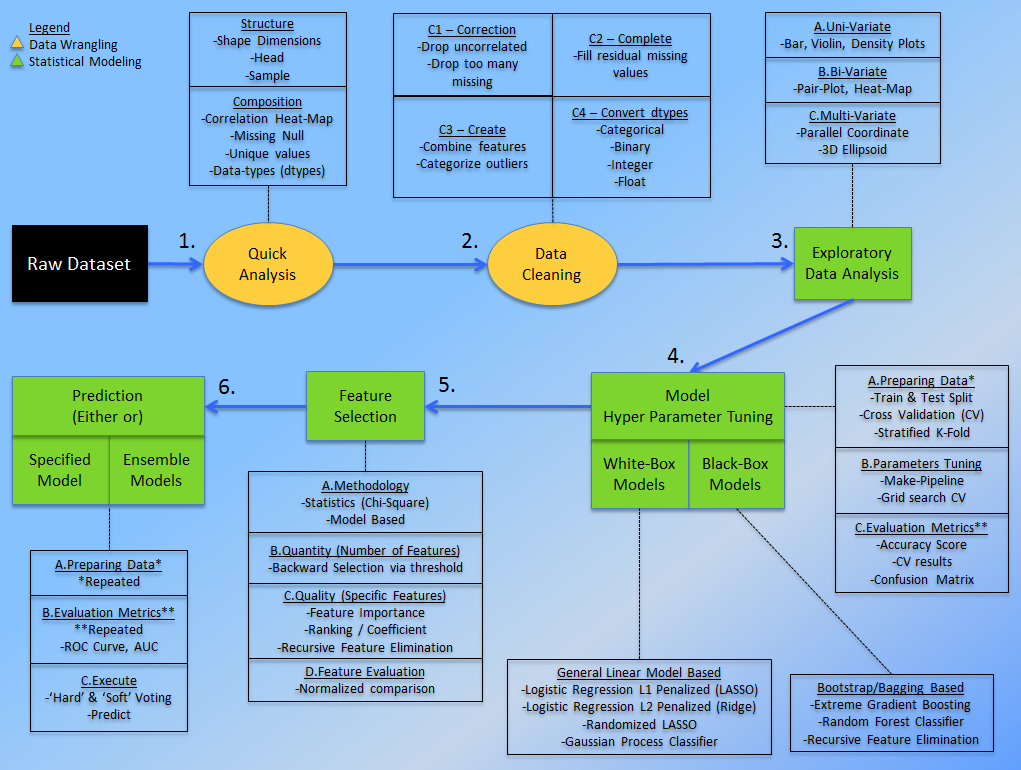 Legend
Data Wrangling
Statistical Modeling
Structure
-Shape Dimensions
-Head
-Sample
Composition
-Correlation Heat-Map
-Missing Null
-Unique values
-Data-types (dtypes)
C1 – Correction
-Drop uncorrelated
-Drop too many
missing
C2 – Complete
-Fill residual missing
values
C3 – Create
-Combine features
-Categorize outliers
C4 – Convert dtypes
-Categorical
-Binary
-Integer
-Float
A.Uni-Variate
-Bar, Violin, Density Plots
B.Bi-Variate
-Pair-Plot, Heat-Map
C.Multi-Variate
-Parallel Coordinate
-3D Ellipsoid
Raw Dataset
1.
Quick
Analysis
2.
Data
Cleaning
3.
Exploratory
Data Analysis
4.
Model
Hyper Parameter Tuning
White-Box
Models
Black-Box
Models
A.Preparing Data*
-Train & Test Split
-Cross Validation (CV)
-Stratified K-Fold
B.Parameters Tuning
-Make-Pipeline
-Grid search CV
C.Evaluation Metrics**
-Accuracy Score
-CV results
-Confusion Matrix
General Linear Model Based
-Logistic Regression L1 Penalized (LASSO)
-Logistic Regression L2 Penalized (Ridge)
-Randomized LASSO
-Gaussian Process Classifier
Bootstrap/Bagging Based
-Extreme Gradient Boosting
-Random Forest Classifier
-Recursive Feature Elimination
5.
Feature
Selection
A.Methodology
-Statistics (Chi-Square)
-Model Based
B.Quantity (Number of Features)
-Backward Selection via threshold
C.Quality (Specific Features)
-Feature Importance
-Ranking / Coefficient
-Recursive Feature Elimination
D.Feature Evaluation
-Normalized comparison
6.
Prediction
(Either or)
Specified
Model
Ensemble
Models
A.Preparing Data*
*Repeated
B.Evaluation Metrics**
**Repeated
-ROC Curve, AUC
C.Execute
-‘Hard’ & ‘Soft’ Voting
-Predict